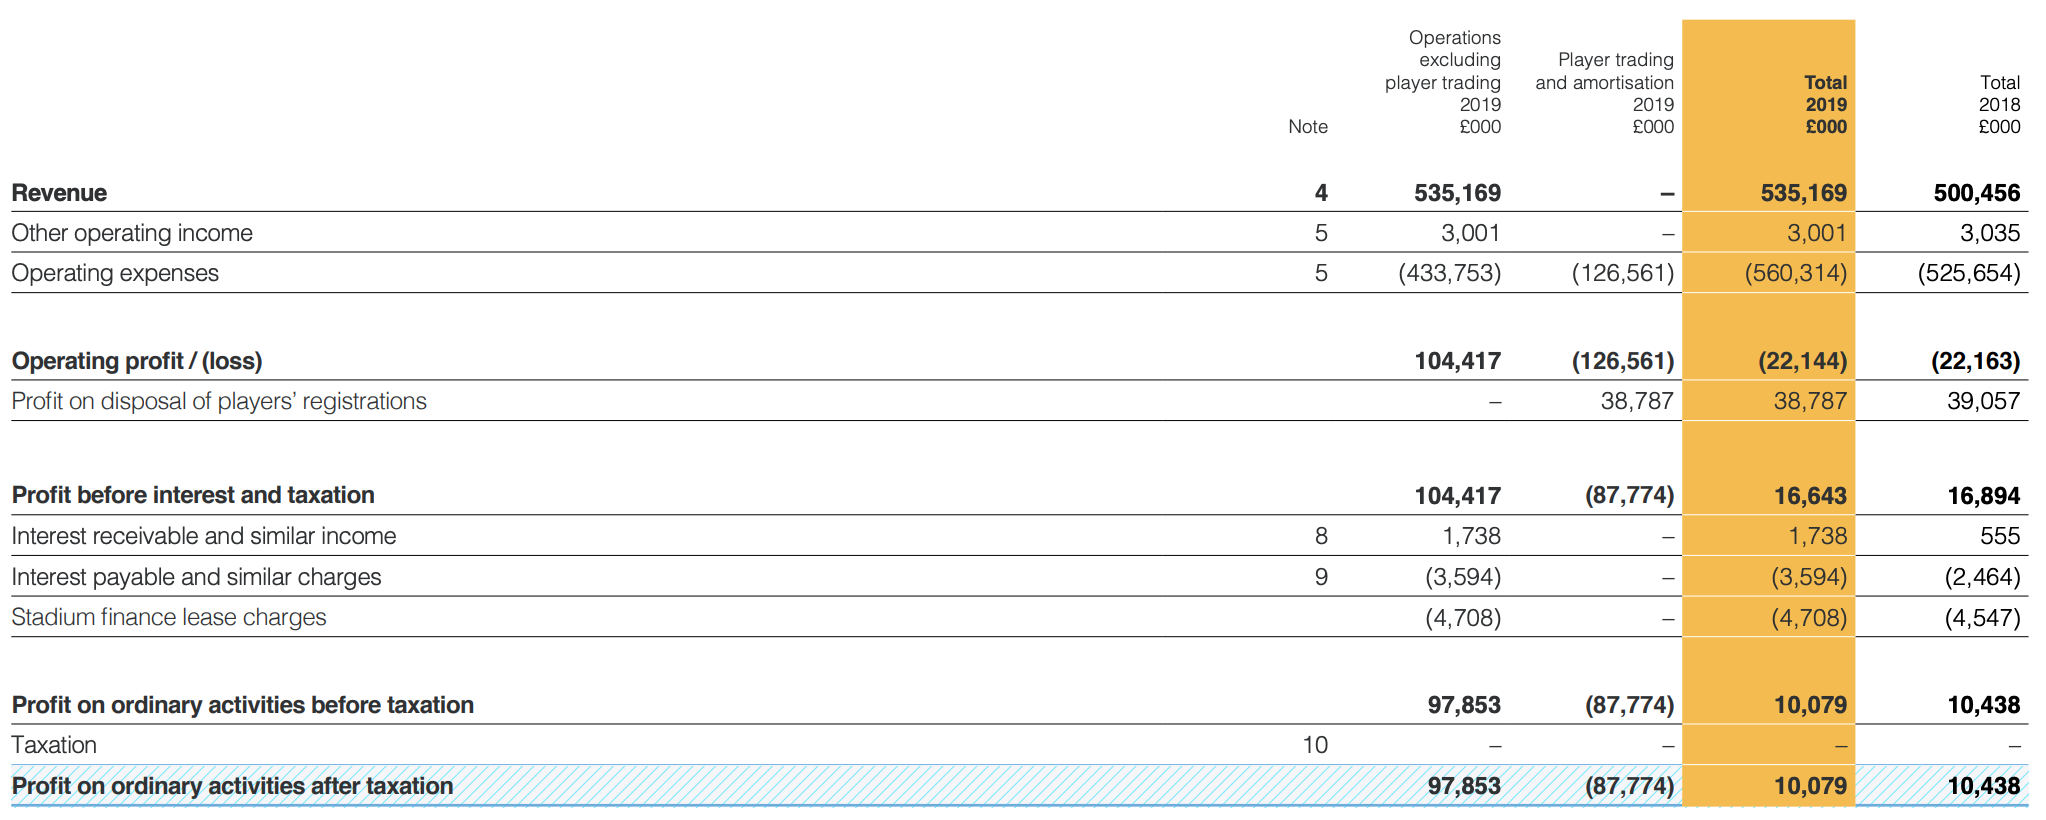 Note Operations excluding player trading 2019 £000 Player trading and amortisation 2019 £000 Total 2019 £000 Total 2018 £000
Revenue 4 535,169 – 535,169 500,456
Other operating income 5 3,001 – 3,001 3,035
Operating expenses 5 (433,753) (126,561) (560,314) (525,654)
Operating profit / (loss) 104,417 (126,561) (22,144) (22,163)
Profit on disposal of players’ registrations – 38,787 38,787 39,057
Profit before interest and taxation 104,417 (87,774) 16,643 16,894
Interest receivable and similar income 8 1,738 – 1,738 555
Interest payable and similar charges 9 (3,594) – (3,594) (2,464)
Stadium finance lease charges (4,708) – (4,708) (4,547)
Profit on ordinary activities before taxation 97,853 (87,774) 10,079 10,438
Taxation 10 – – – –
Profit on ordinary activities after taxation 97,853 (87,774) 10,079 10,438